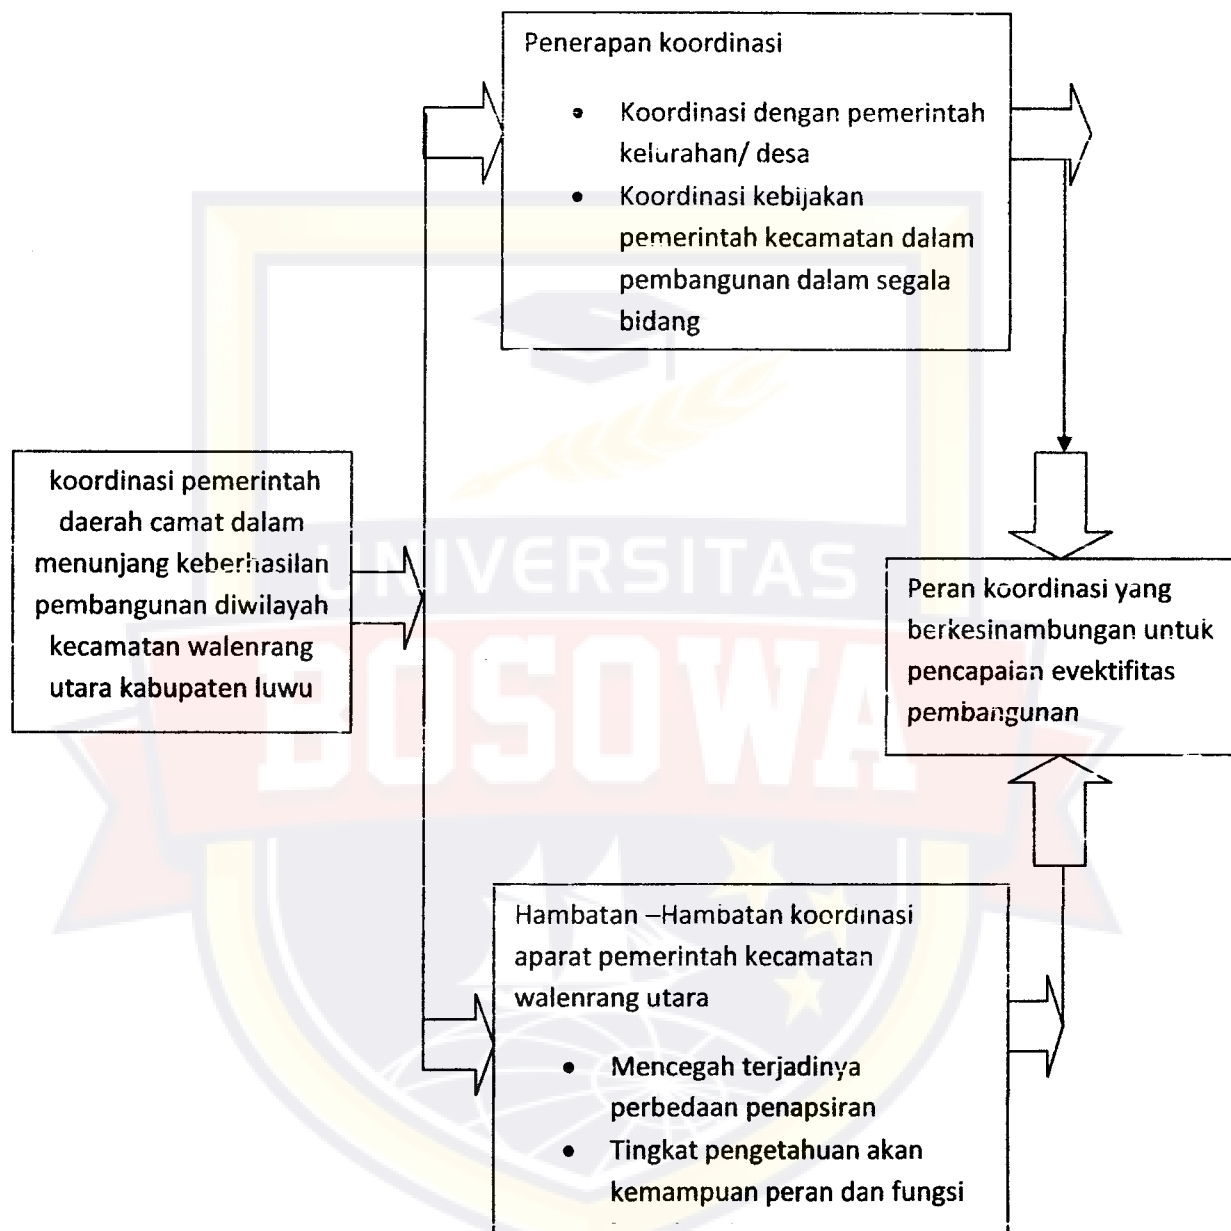 Penerapan koordinasi
• Koordinasi dengan pemerintah
kelurahan/ desa
• Koordinasi kebijakan
pemerintah kecamatan dalam
pembangunan dalam segala
bidang
koordinasi pemerintah
daerah camat dalam
menunjang keberhasilan
pembangunan diwilayah
kecamatan walenrang
utara kabupaten luwu
Peran koordinasi yang
berkesinambungan untuk
pencapaian evektifitas
pembangunan
Hambatan –Hambatan koordinasi
aparat pemerintah kecamatan
walenrang utara
• Mencegah terjadinya
perbedaan penapsiran
• Tingkat pengetahuan akan
kemampuan peran dan fungsi
UNIVERSITAS
BOSOWA